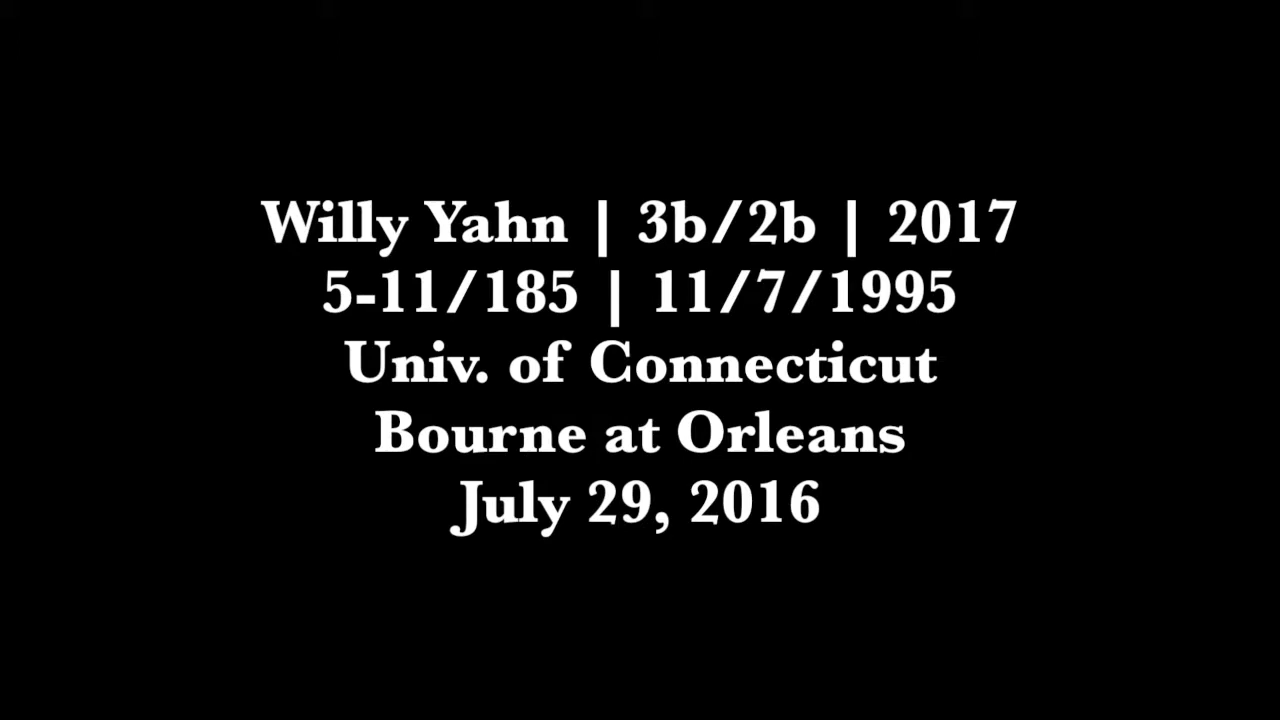 Willy Yahn | 3b/2b | 2017
5-11/185 | 11/7/1995
Univ. of Connecticut
Bourne at Orleans
July 29, 2016